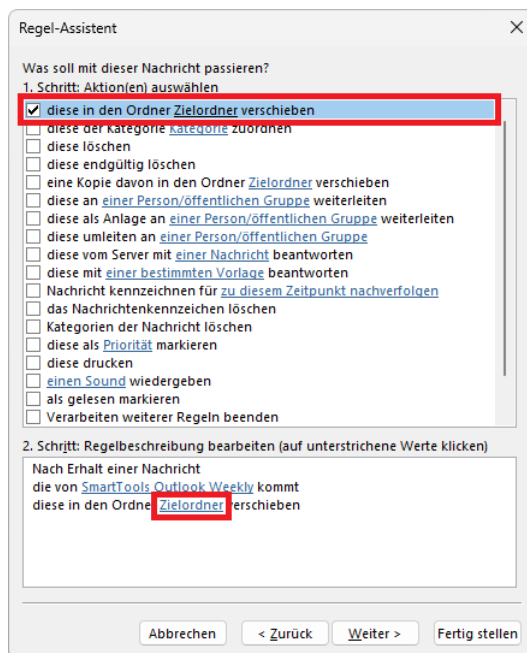 Regel-Assistent
Was soll mit dieser Nachricht passieren?
1. Schritt: Aktion(en) auswählen
diese in den Ordner Zielordner verschieben
diese der Kategorie Kategorie zuordnen
diese löschen
diese endgültig löschen
eine Kopie davon in den Ordner Zielordner verschieben
diese an einer Person/öffentlichen Gruppe weiterleiten
diese als Anlage an einer Person/öffentlichen Gruppe weiterleiten
diese umleiten an einer Person/öffentlichen Gruppe
diese vom Server mit einer Nachricht beantworten
diese mit einer bestimmten Vorlage beantworten
Nachricht kennzeichnen für zu diesem Zeitpunkt nachverfolgen
das Nachrichtenkennzeichen löschen
Kategorien der Nachricht löschen
diese als Priorität markieren
diese drucken
einen Sound wiedergeben
als gelesen markieren
Verarbeiten weiterer Regeln beenden
2. Schritt: Regelbeschreibung bearbeiten (auf unterstrichene Werte klicken)
Nach Erhalt einer Nachricht
die von SmartTools Outlook Weekly kommt
diese in den Ordner Zielordner verschieben
Abbrechen < Zurück Weiter > Fertig stellen